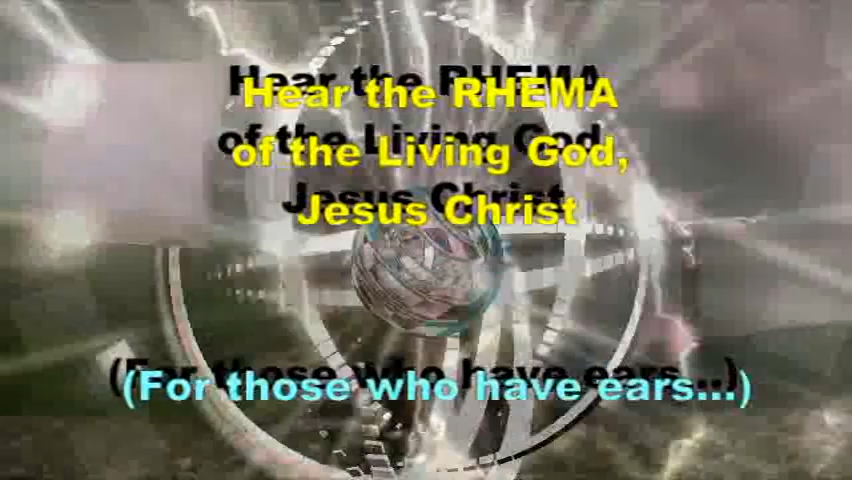 Hear the RHEMA
of the Living God,
Jesus Christ
(For those who have ears...)